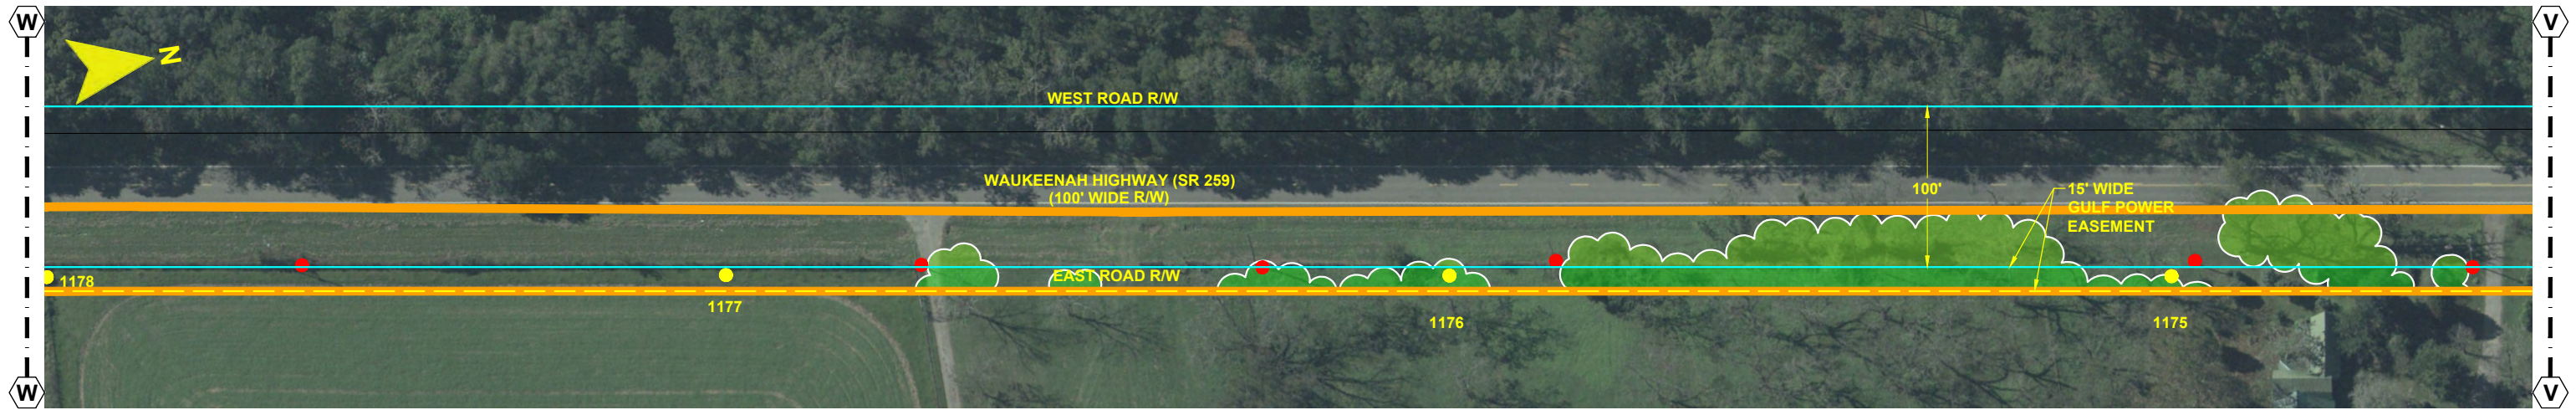 W
V
N
WEST ROAD R/W
WAUKEENAH HIGHWAY (SR 259)
(100' WIDE R/W)
100'
15' WIDE
GULF POWER
EASEMENT
EAST ROAD R/W
1178
1177
1176
1175
W
V